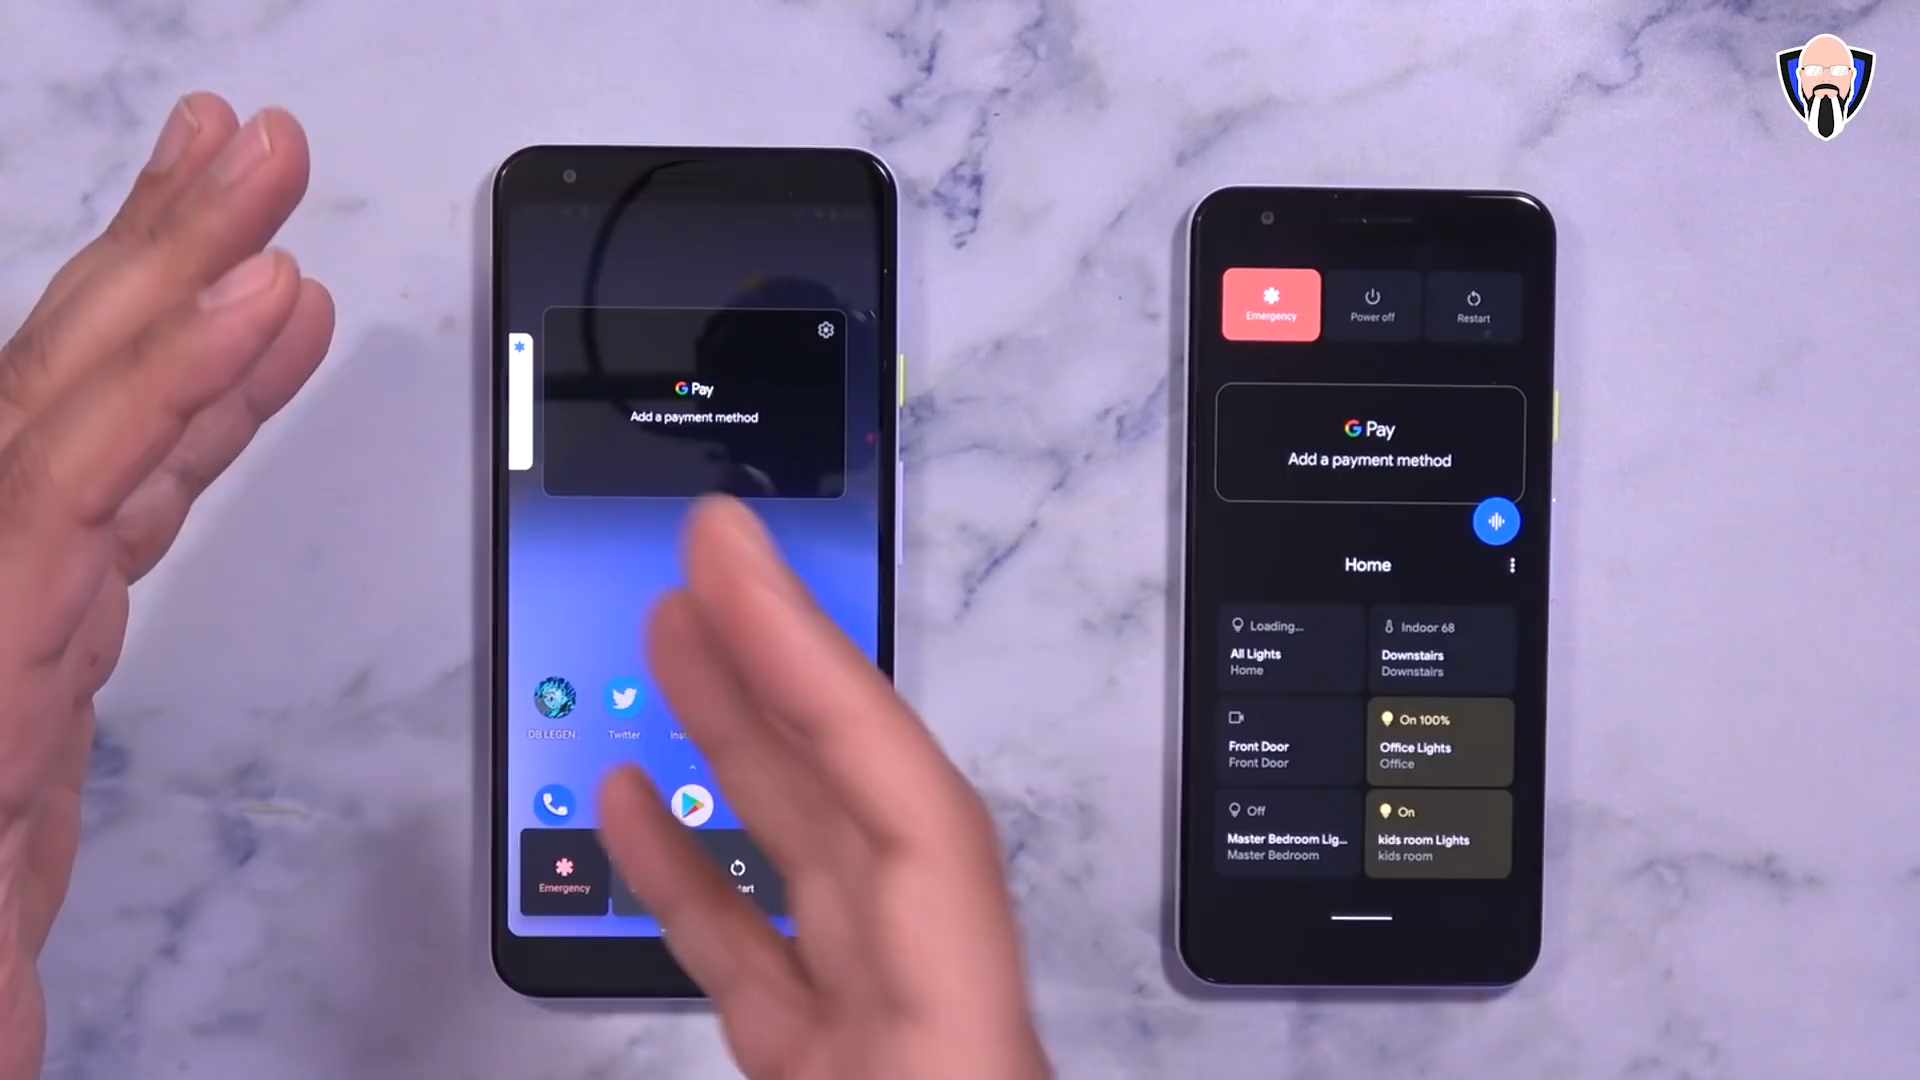 G Pay
Add a payment method
DB LEGEN...
Twitter
Emergency
Emergency
Power off
Restart
G Pay
Add a payment method
Home
Loading...
All Lights
Home
Indoor 68
Downstairs
Downstairs
Front Door
Front Door
On 100%
Office Lights
Office
Off
Master Bedroom Lig...
Master Bedroom
On
kids room Lights
kids room